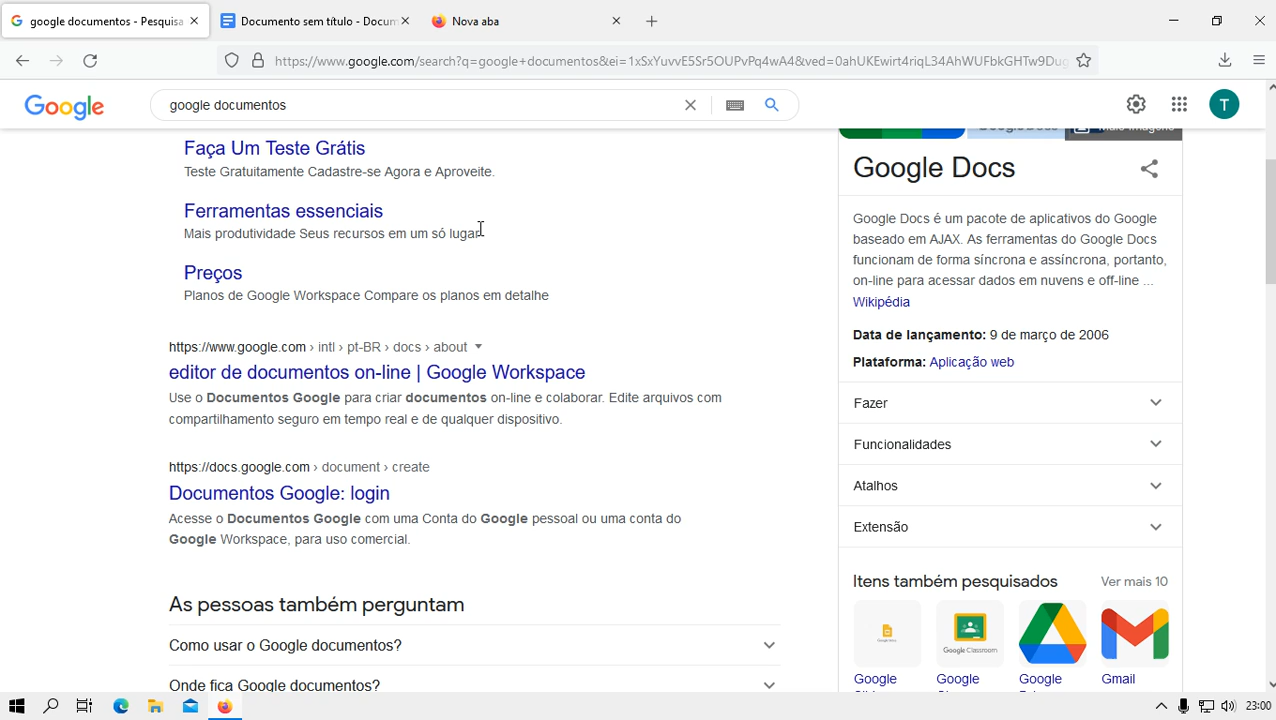 google documentos - Pesquisa
Documento sem título - Docum
Nova aba
https://www.google.com/search?q=google+documentos&ei=1xSxYuvvE5Sr5OUPvPq4wA4&ved=0ahUKEwirt4riqL34AhWUFbkGHTw9Dug
Google
google documentos
T
Faça Um Teste Grátis
Teste Gratuitamente Cadastre-se Agora e Aproveite.
Ferramentas essenciais
Mais produtividade Seus recursos em um só lugar
Preços
Planos de Google Workspace Compare os planos em detalhe
https://www.google.com › intl › pt-BR › docs › about
editor de documentos on-line | Google Workspace
Use o Documentos Google para criar documentos on-line e colaborar. Edite arquivos com
compartilhamento seguro em tempo real e de qualquer dispositivo.
https://docs.google.com › document › create
Documentos Google: login
Acesse o Documentos Google com uma Conta do Google pessoal ou uma conta do
Google Workspace, para uso comercial.
As pessoas também perguntam
Como usar o Google documentos?
Onde fica Google documentos?
Mais imagens
Google Docs
Google Docs é um pacote de aplicativos do Google
baseado em AJAX. As ferramentas do Google Docs
funcionam de forma síncrona e assíncrona, portanto,
on-line para acessar dados em nuvens e off-line ...
Wikipédia
Data de lançamento: 9 de março de 2006
Plataforma: Aplicação web
Fazer
Funcionalidades
Atalhos
Extensão
Itens também pesquisados
Ver mais 10
Google Classroom
Google
Google
Google
Gmail
23:00